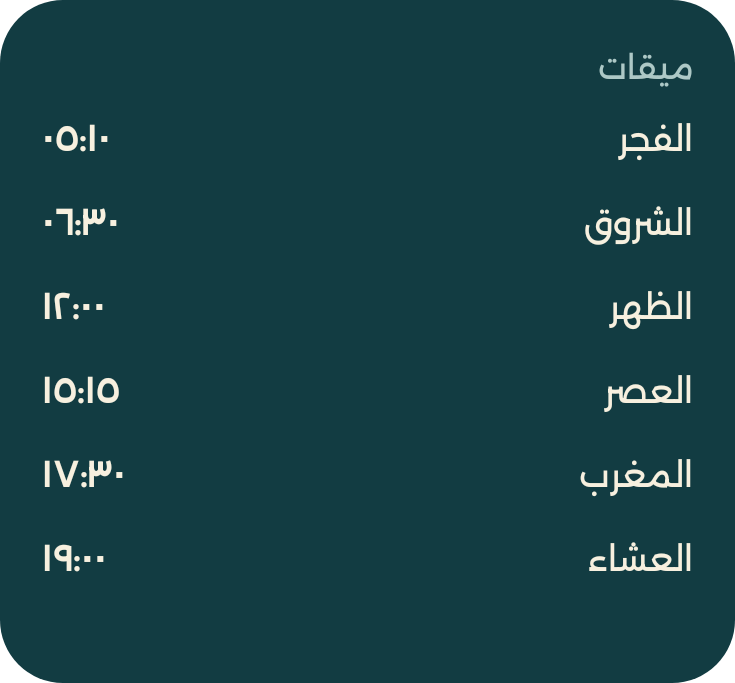 ميقات
الفجر ٠٥:١٠
الشروق ٠٦:٣٠
الظهر ١٢:٠٠
العصر ١٥:١٥
المغرب ١٧:٣٠
العشاء ١٩:٠٠